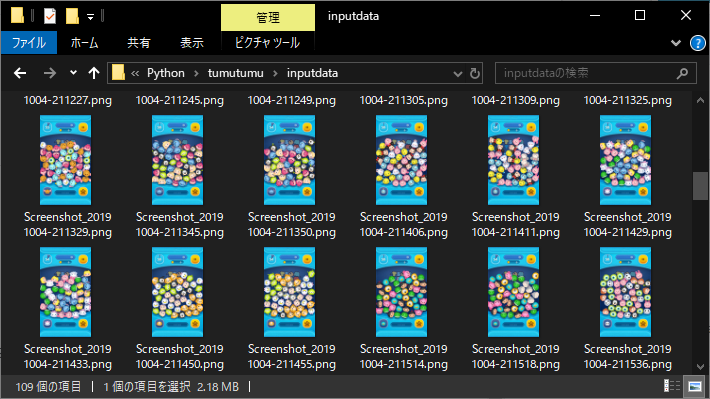 管理
inputdata
ファイル
ホーム
共有
表示
ピクチャ ツール
Python
tumutumu
inputdata
inputdataの検索
1004-211227.png
1004-211245.png
1004-211249.png
1004-211305.png
1004-211309.png
1004-211325.png
Screenshot_2019
1004-211329.png
Screenshot_2019
1004-211345.png
Screenshot_2019
1004-211350.png
Screenshot_2019
1004-211406.png
Screenshot_2019
1004-211411.png
Screenshot_2019
1004-211429.png
Screenshot_2019
1004-211433.png
Screenshot_2019
1004-211450.png
Screenshot_2019
1004-211455.png
Screenshot_2019
1004-211514.png
Screenshot_2019
1004-211518.png
Screenshot_2019
1004-211536.png
109 個の項目
1 個の項目を選択 2.18 MB